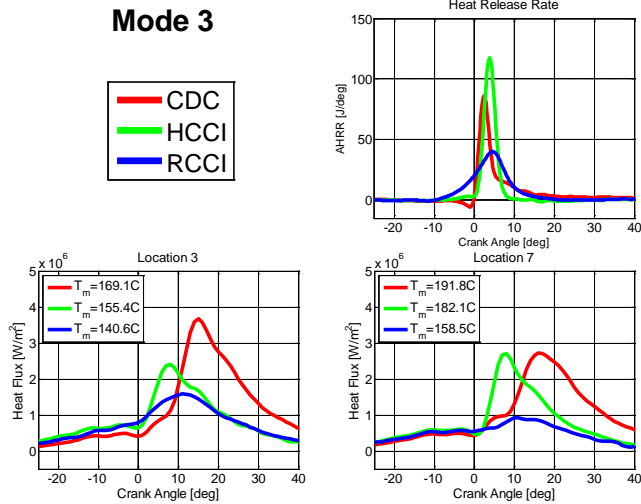 Mode 3
CDC
HCCI
RCCI
Heat Release Rate
150
100
50
0
AHRR [J/deg]
-20 -10 0 10 20 30 40
Crank Angle [deg]
Location 3
x 10^6
T_m=169.1C
T_m=155.4C
T_m=140.6C
5
4
3
2
1
0
Heat Flux [W/m²]
-20 -10 0 10 20 30 40
Crank Angle [deg]
Location 7
x 10^6
T_m=191.8C
T_m=182.1C
T_m=158.5C
5
4
3
2
1
0
Heat Flux [W/m²]
-20 -10 0 10 20 30 40
Crank Angle [deg]